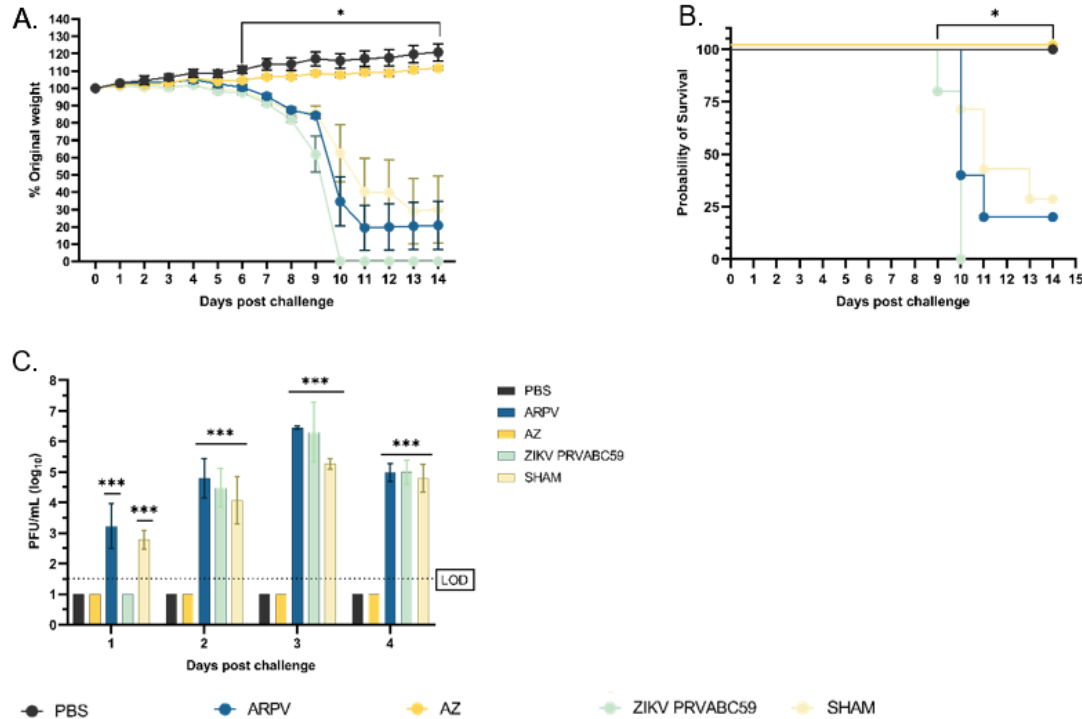 A.
*
140
130
120
110
100
90
80
70
60
50
40
30
20
10
0
% Original weight
0 1 2 3 4 5 6 7 8 9 10 11 12 13 14
Days post challenge
B.
*
100
75
50
25
0
Probability of Survival
0 1 2 3 4 5 6 7 8 9 10 11 12 13 14 15
Days post challenge
C.
8
7
6
5
4
3
2
1
0
PFU/mL (log10)
*** *** *** *** ***
LOD
1 2 3 4
Days post challenge
PBS
ARPV
AZ
ZIKV PRVABC59
SHAM
PBS ARPV AZ ZIKV PRVABC59 SHAM